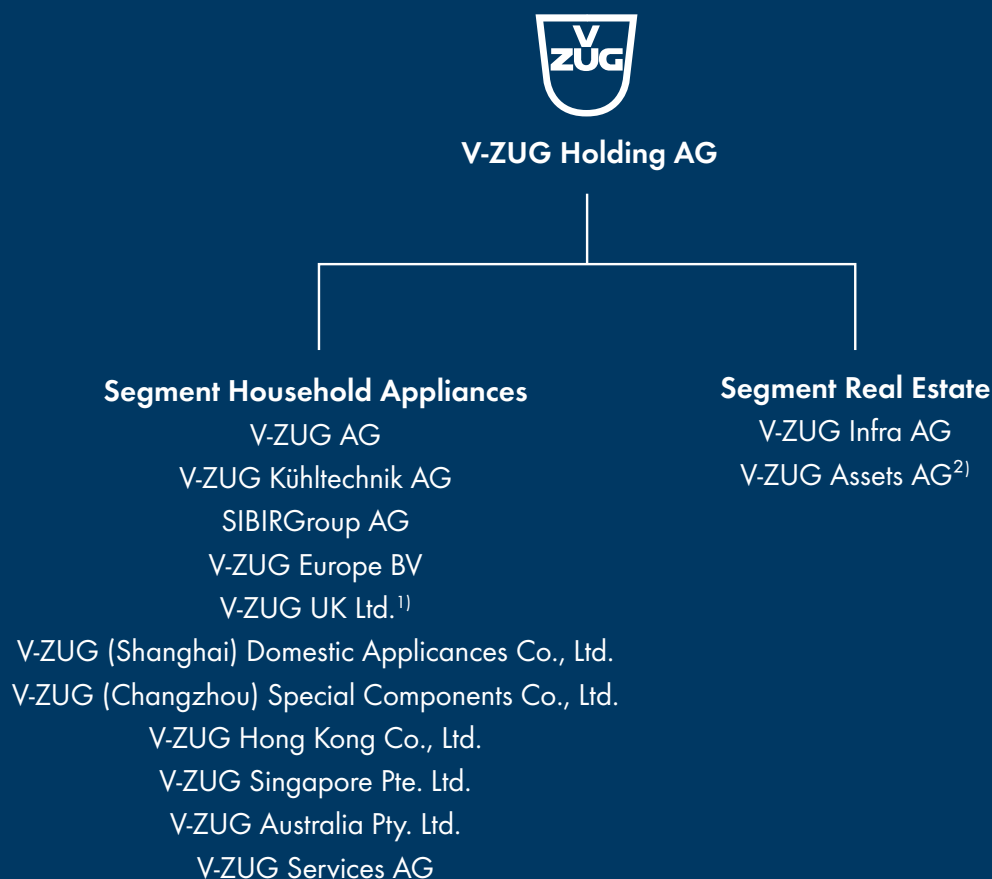 V
ZUG
V-ZUG Holding AG
Segment Household Appliances
V-ZUG AG
V-ZUG Kühltechnik AG
SIBIRGroup AG
V-ZUG Europe BV
V-ZUG UK Ltd.1)
V-ZUG (Shanghai) Domestic Applicances Co., Ltd.
V-ZUG (Changzhou) Special Components Co., Ltd.
V-ZUG Hong Kong Co., Ltd.
V-ZUG Singapore Pte. Ltd.
V-ZUG Australia Pty. Ltd.
V-ZUG Services AG
Segment Real Estate
V-ZUG Infra AG
V-ZUG Assets AG2)